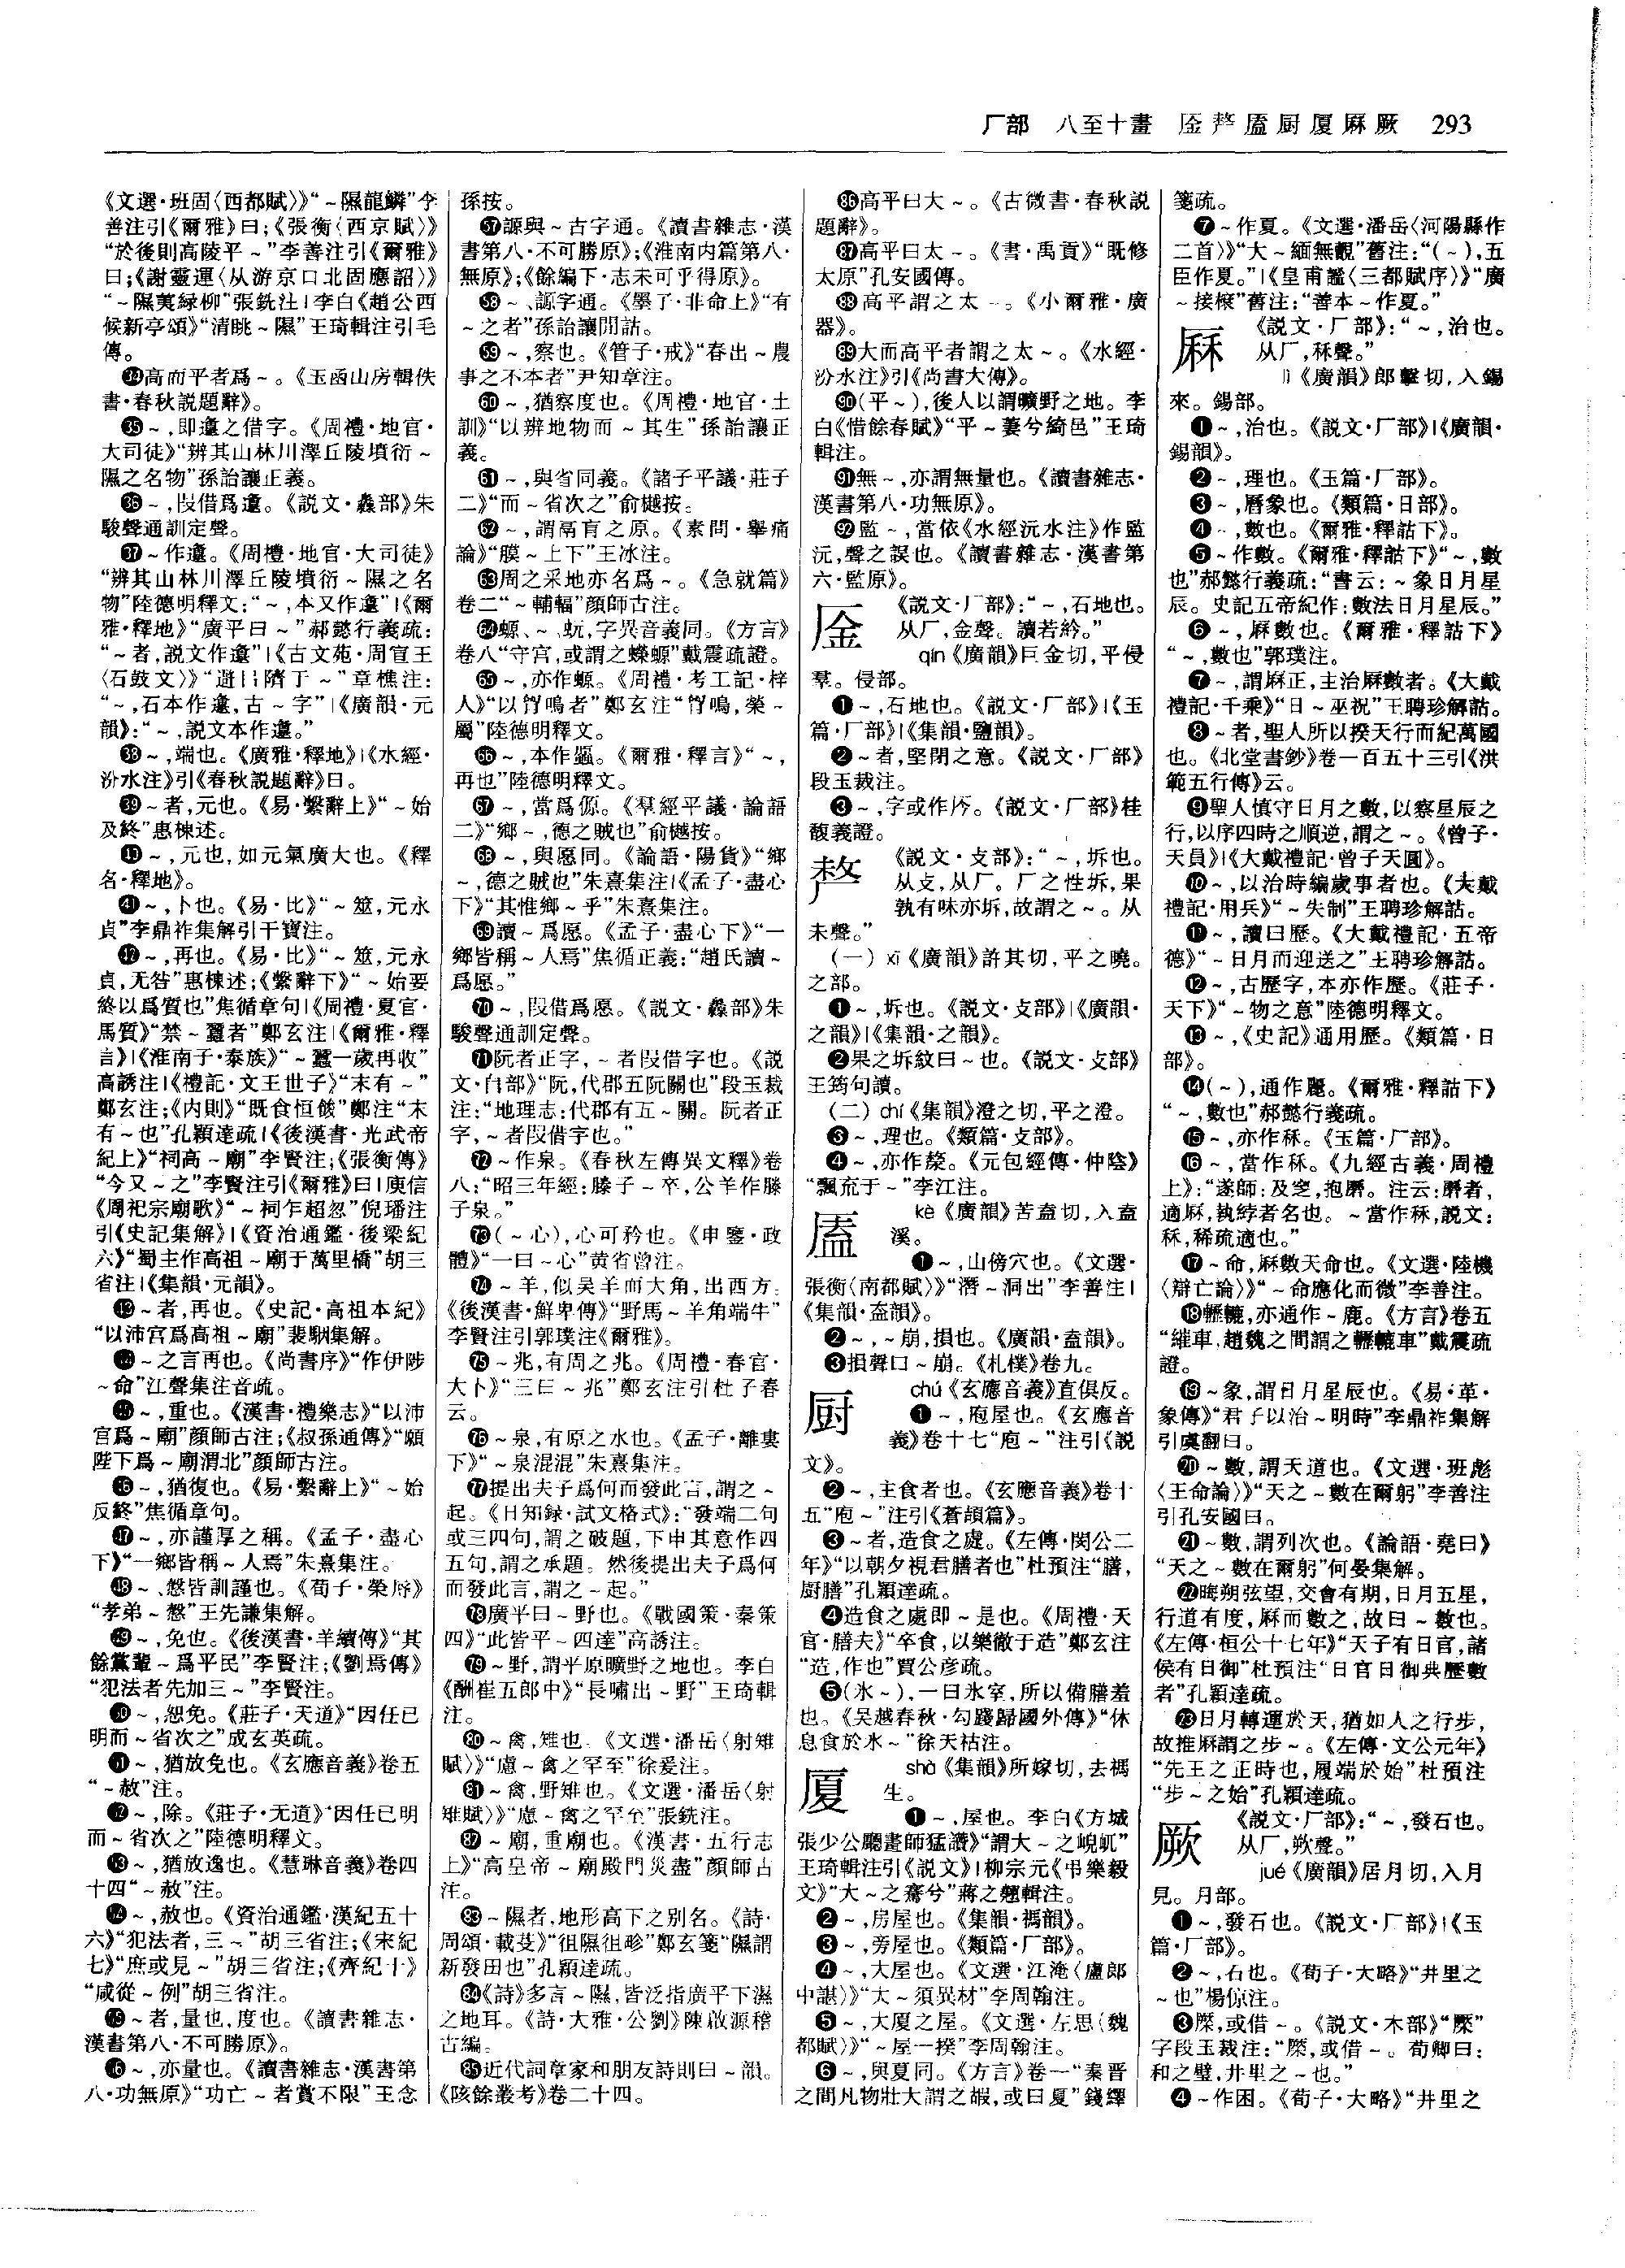 厂部 八至十畫 厱𠩺厒厨厦厤厥 293
《文選·班固〈西都賦〉》“～隰龍鱗”李
善注引《爾雅》曰；《張衡〈西京賦〉》
“於後則高陵平～”李善注引《爾雅》
曰；《謝靈運〈从游京口北固應詔〉》
“～隰荑緑柳”張銑注|李白《趙公西
候新亭頌》“清眺～隰”王琦輯注引毛
傳。
㉞高而平者爲～。《玉函山房輯佚
書·春秋説題辭》。
㉟～，即邍之借字。《周禮·地官·
大司徒》“辨其山林川澤丘陵墳衍～
隰之名物”孫詒讓正義。
㊱～，叚借爲邍。《説文·灥部》朱
駿聲通訓定聲。
㊲～作邍。《周禮·地官·大司徒》
“辨其山林川澤丘陵墳衍～隰之名
物”陸德明釋文：“～，本又作邍”|《爾
雅·釋地》“廣平曰～”郝懿行義疏：
“～者，説文作邍”|《古文苑·周宣王
〈石鼓文〉》“躋于～”章樵注：
“～，石本作邍，古～字”|《廣韻·元
韻》：“～，説文本作邍。”
㊳～，端也。《廣雅·釋地》|《水經·
汾水注》引《春秋説題辭》曰。
㊴～者，元也。《易·繫辭上》“～始
及終”惠棟述。
㊵～，元也，如元氣廣大也。《釋
名·釋地》。
㊶～，卜也。《易·比》“～筮，元永
貞”李鼎祚集解引干寶注。
㊷～，再也。《易·比》“～筮，元永
貞，无咎”惠棟述；《繫辭下》“～始要
終以爲質也”焦循章句|《周禮·夏官·
馬質》“禁～蠶者”鄭玄注|《爾雅·釋
言》|《淮南子·泰族》“～蠶一歲再收”
高誘注|《禮記·文王世子》“末有～”
鄭玄注；《内則》“既食恒餕”鄭注“末
有～也”孔穎達疏|《後漢書·光武帝
紀上》“祠高～廟”李賢注；《張衡傳》
“今又～之”李賢注引《爾雅》曰|庾信
《周祀宗廟歌》“～祠乍超忽”倪璠注
引《史記集解》|《資治通鑑·後梁紀
六》“蜀主作高祖～廟于萬里橋”胡三
省注|《集韻·元韻》。
㊸～者，再也。《史記·高祖本紀》
“以沛宫爲高祖～廟”裴駰集解。
㊹～之言再也。《尚書序》“作伊陟
～命”江聲集注音疏。
㊺～，重也。《漢書·禮樂志》“以沛
宫爲～廟”顔師古注；《叔孫通傳》“願
陛下爲～廟渭北”顔師古注。
㊻～，猶復也。《易·繫辭上》“～始
反終”焦循章句。
㊼～，亦謹厚之稱。《孟子·盡心
下》“一鄉皆稱～人焉”朱熹集注。
㊽～、慤皆訓謹也。《荀子·榮辱》
“孝弟～慤”王先謙集解。
㊾～，免也。《後漢書·羊續傳》“其
餘黨輩～爲平民”李賢注；《劉焉傳》
“犯法者先加三～”李賢注。
㊿～，恕免。《莊子·天道》“因任已
明而～省次之”成玄英疏。
51～，猶放免也。《玄應音義》卷五
“～赦”注。
52～，除。《莊子·天道》“因任已明
而～省次之”陸德明釋文。
53～，猶放逸也。《慧琳音義》卷四
十四“～赦”注。
54～，赦也。《資治通鑑·漢紀五十
六》“犯法者，三～”胡三省注；《宋紀
七》“庶或見～”胡三省注；《齊紀十》
“咸從～例”胡三省注。
55～者，量也，度也。《讀書雜志·
漢書第八·不可勝原》。
56～，亦量也。《讀書雜志·漢書第
八·功無原》“功亡～者賞不限”王念
孫按。
57謜與～古字通。《讀書雜志·漢
書第八·不可勝原》；《淮南内篇第八·
無原》；《餘編下·志未可乎得原》。
58～、謜字通。《墨子·非命上》“有
～之者”孫詒讓閒詁。
59～，察也。《管子·戒》“春出～農
事之不本者”尹知章注。
60～，猶察度也。《周禮·地官·土
訓》“以辨地物而～其生”孫詒讓正
義。
61～，與省同義。《諸子平議·莊子
二》“而～省次之”俞樾按。
62～，謂鬲肓之原。《素問·舉痛
論》“膜～上下”王冰注。
63周之采地亦名爲～。《急就篇》
卷二“～輔輻”顔師古注。
64螈、～、蚖，字異音義同。《方言》
卷八“守宫，或謂之蠑螈”戴震疏證。
65～，亦作螈。《周禮·考工記·梓
人》“以胷鳴者”鄭玄注“胷鳴，榮～
屬”陸德明釋文。
66～，本作𧖍。《爾雅·釋言》“～，
再也”陸德明釋文。
67～，當爲傆。《羣經平議·論語
二》“鄉～，德之賊也”俞樾按。
68～，與愿同。《論語·陽貨》“鄉
～，德之賊也”朱熹集注|《孟子·盡心
下》“其惟鄉～乎”朱熹集注。
69讀～爲愿。《孟子·盡心下》“一
鄉皆稱～人焉”焦循正義：“趙氏讀～
爲愿。”
70～，叚借爲愿。《説文·灥部》朱
駿聲通訓定聲。
71阮者正字，～者叚借字也。《説
文·𨸏部》“阮，代郡五阮關也”段玉裁
注：“地理志：代郡有五～關。阮者正
字，～者叚借字也。”
72～作泉。《春秋左傳異文釋》卷
八：“昭三年經：滕子～卒，公羊作滕
子泉。”
73（～心），心可矜也。《申鑒·政
體》“一曰～心”黄省曾注。
74～羊，似吴羊而大角，出西方。
《後漢書·鮮卑傳》“野馬～羊角端牛”
李賢注引郭璞注《爾雅》。
75～兆，有周之兆。《周禮·春官·
大卜》“三曰～兆”鄭玄注引杜子春
云。
76～泉，有原之水也。《孟子·離婁
下》“～泉混混”朱熹集注。
77提出夫子爲何而發此言，謂之～
起。《日知録·試文格式》：“發端二句
或三四句，謂之破題，下申其意作四
五句，謂之承題。然後提出夫子爲何
而發此言，謂之～起。”
78廣平曰～野也。《戰國策·秦策
四》“此皆平～四達”高誘注。
79～野，謂平原曠野之地也。李白
《酬崔五郎中》“長嘯出～野”王琦輯
注。
80～禽，雉也。《文選·潘岳〈射雉
賦〉》“慮～禽之罕至”徐爰注。
81～禽，野雉也。《文選·潘岳〈射
雉賦〉》“慮～禽之罕至”張銑注。
82～廟，重廟也。《漢書·五行志
上》“高皇帝～廟殿門災盡”顔師古
注。
83～隰者，地形高下之别名。《詩·
周頌·載芟》“徂隰徂畛”鄭玄箋“隰謂
新發田也”孔穎達疏。
84《詩》多言～隰，皆泛指廣平下濕
之地耳。《詩·大雅·公劉》陳啟源稽
古編。
85近代詞章家和朋友詩則曰～韻。
《陔餘叢考》卷二十四。
86高平曰大～。《古微書·春秋説
題辭》。
87高平曰太～。《書·禹貢》“既修
太原”孔安國傳。
88高平謂之太～。《小爾雅·廣
器》。
89大而高平者謂之太～。《水經·
汾水注》引《尚書大傳》。
90（平～），後人以謂曠野之地。李
白《惜餘春賦》“平～萋兮綺邑”王琦
輯注。
91無～，亦謂無量也。《讀書雜志·
漢書第八·功無原》。
92監～，當依《水經沅水注》作監
沅，聲之誤也。《讀書雜志·漢書第
六·監原》。
《説文·厂部》：“～，石地也。
从厂，金聲。讀若紟。”
qín《廣韻》巨金切，平侵
羣。侵部。
❶～，石地也。《説文·厂部》|《玉
篇·厂部》|《集韻·鹽韻》。
❷～者，堅閉之意。《説文·厂部》
段玉裁注。
❸～，字或作㕂。《説文·厂部》桂
馥義證。
𠩺
《説文·攴部》：“～，坼也。
从攴，从厂。厂之性坼，果
孰有味亦坼，故謂之～。从
未聲。”
（一）xī《廣韻》許其切，平之曉。
之部。
❶～，坼也。《説文·攴部》|《廣韻·
之韻》|《集韻·之韻》。
❷果之坼紋曰～也。《説文·攴部》
王筠句讀。
（二）chí《集韻》澄之切，平之澄。
❸～，理也。《類篇·攴部》。
❹～，亦作漦。《元包經傳·仲陰》
“飄充于～”李江注。
kè《廣韻》苦盍切，入盍
溪。
❶～，山傍穴也。《文選·
張衡〈南都賦〉》“潛～洞出”李善注|
《集韻·盍韻》。
❷～，～崩，損也。《廣韻·盍韻》。
❸損聲曰～崩。《札樸》卷九。
厨
chú《玄應音義》直俱反。
❶～，庖屋也。《玄應音
義》卷十七“庖～”注引《説
文》。
❷～，主食者也。《玄應音義》卷十
五“庖～”注引《蒼頡篇》。
❸～者，造食之處。《左傳·閔公二
年》“以朝夕視君膳者也”杜預注“膳，
厨膳”孔穎達疏。
❹造食之處即～是也。《周禮·天
官·膳夫》“卒食，以樂徹于造”鄭玄注
“造，作也”賈公彦疏。
❺（氷～），一曰氷室，所以備膳羞
也。《吴越春秋·勾踐歸國外傳》“休
息食於氷～”徐天祜注。
厦
shà《集韻》所嫁切，去禡
生。
❶～，屋也。李白《方城
張少公廳畫師猛讚》“謂大～之峴屼”
王琦輯注引《説文》|柳宗元《弔樂毅
文》“大～之騫兮”蔣之翹輯注。
❷～，房屋也。《集韻·禡韻》。
❸～，旁屋也。《類篇·厂部》。
❹～，大屋也。《文選·江淹〈盧郎
中諶〉》“大～須異材”李周翰注。
❺～，大厦之屋。《文選·左思〈魏
都賦〉》“～屋一揆”李周翰注。
❻～，與夏同。《方言》卷一“秦晋
之間凡物壯大謂之嘏，或曰夏”錢繹
箋疏。
❼～作夏。《文選·潘岳〈河陽縣作
二首〉》“大～緬無覿”舊注：“（～），五
臣作夏。”|《皇甫謐〈三都賦序〉》“廣
～接榱”舊注：“善本～作夏。”
厤
《説文·厂部》：“～，治也。
从厂，秝聲。”
lì《廣韻》郎擊切，入錫
來。錫部。
❶～，治也。《説文·厂部》|《廣韻·
錫韻》。
❷～，理也。《玉篇·厂部》。
❸～，曆象也。《類篇·日部》。
❹～，數也。《爾雅·釋詁下》。
❺～作數。《爾雅·釋詁下》“～，數
也”郝懿行義疏：“書云：～象日月星
辰。史記五帝紀作：數法日月星辰。”
❻～，厤數也。《爾雅·釋詁下》
“～，數也”郭璞注。
❼～，謂厤正，主治厤數者。《大戴
禮記·千乘》“日～巫祝”王聘珍解詁。
❽～者，聖人所以揆天行而紀萬國
也。《北堂書鈔》卷一百五十三引《洪
範五行傳》云。
❾聖人慎守日月之數，以察星辰之
行，以序四時之順逆，謂之～。《曾子·
天員》|《大戴禮記·曾子天圓》。
❿～，以治時編歲事者也。《大戴
禮記·用兵》“～失制”王聘珍解詁。
⓫～，讀曰歷。《大戴禮記·五帝
德》“～日月而迎送之”王聘珍解詁。
⓬～，古歷字，本亦作歷。《莊子·
天下》“～物之意”陸德明釋文。
⓭～，《史記》通用歷。《類篇·日
部》。
⓮（～），通作麗。《爾雅·釋詁下》
“～，數也”郝懿行義疏。
⓯～，亦作秝。《玉篇·厂部》。
⓰～，當作秝。《九經古義·周禮
上》：“遂師：及窆，抱磿。注云：磿者，
適厤，執綍者名也。～當作秝，説文：
秝，稀疏適也。”
⓱～命，厤數天命也。《文選·陸機
〈辯亡論〉》“～命應化而微”李善注。
⓲轣轆，亦通作～鹿。《方言》卷五
“維車，趙魏之間謂之轣轆車”戴震疏
證。
⓳～象，謂日月星辰也。《易·革·
象傳》“君子以治～明時”李鼎祚集解
引虞翻曰。
⓴～數，謂天道也。《文選·班彪
〈王命論〉》“天之～數在爾躬”李善注
引孔安國曰。
㉑～數，謂列次也。《論語·堯曰》
“天之～數在爾躬”何晏集解。
㉒晦朔弦望，交會有期，日月五星，
行道有度，厤而數之，故曰～數也。
《左傳·桓公十七年》“天子有日官，諸
侯有日御”杜預注“日官日御典歷數
者”孔穎達疏。
㉓日月轉運於天，猶如人之行步，
故推厤謂之步～。《左傳·文公元年》
“先王之正時也，履端於始”杜預注
“步～之始”孔穎達疏。
厥
《説文·厂部》：“～，發石也。
从厂，欮聲。”
jué《廣韻》居月切，入月
見。月部。
❶～，發石也。《説文·厂部》|《玉
篇·厂部》。
❷～，石也。《荀子·大略》“井里之
～也”楊倞注。
❸橜，或借～。《説文·木部》“橜”
字段玉裁注：“橜，或借～。荀卿曰：
和之璧，井里之～也。”
❹～作困。《荀子·大略》“井里之